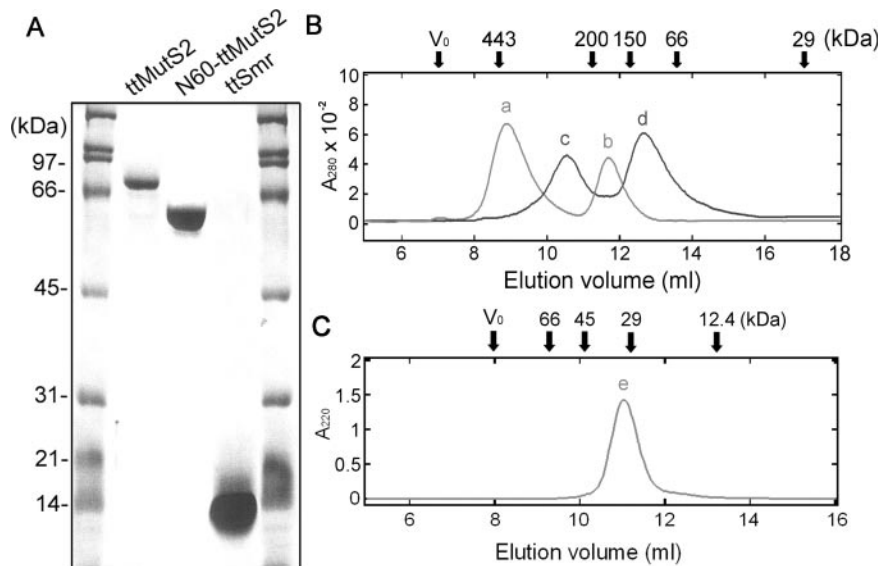 A
ttMutS2
N60-ttMutS2
ttSmr
(kDa)
97-
66-
45-
31-
21-
14-
B
V₀ 443 200 150 66 29 (kDa)
10
8
6
4
2
0
A₂₈₀ x 10⁻²
a
c
b
d
6 8 10 12 14 16 18
Elution volume (ml)
C
V₀ 66 45 29 12.4 (kDa)
2
1.5
1
0.5
0
A₂₂₀
e
6 8 10 12 14 16
Elution volume (ml)